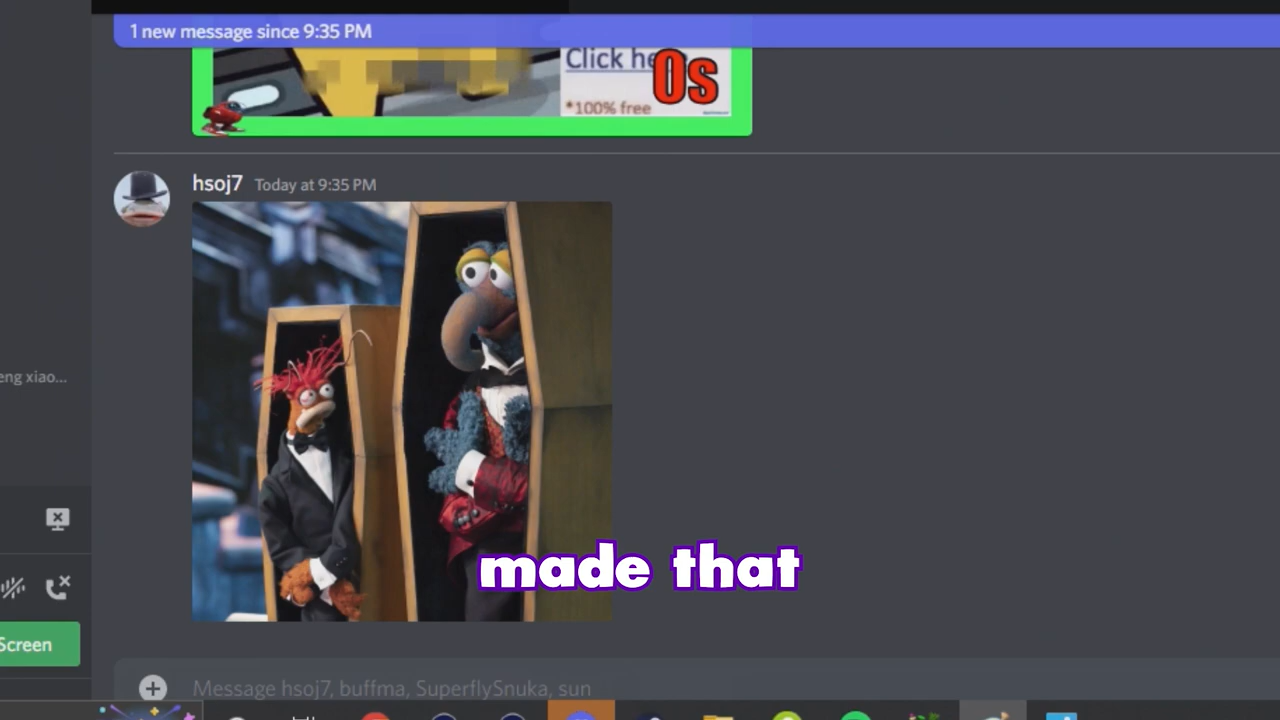 1 new message since 9:35 PM
Click he
0s
*100% free
hsoj7 Today at 9:35 PM
eng xiao...
made that
Screen
Message hsoj7, buffma, SuperflySnuka, sun